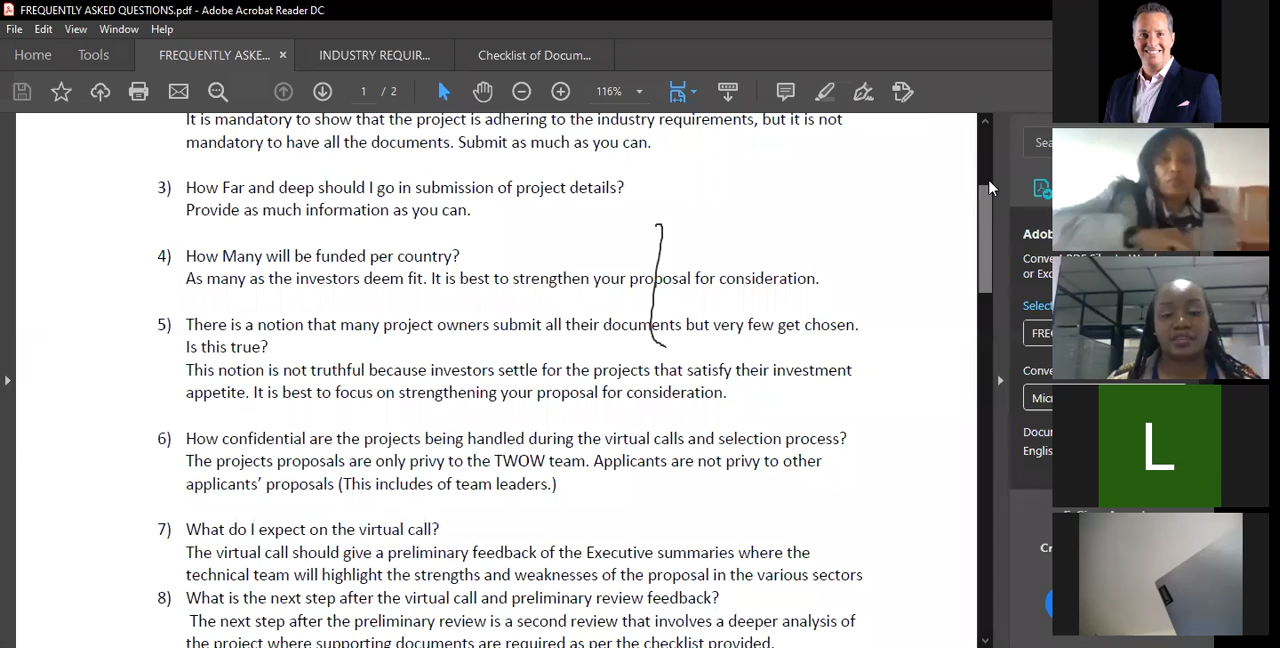 FREQUENTLY ASKED QUESTIONS.pdf - Adobe Acrobat Reader DC
File Edit View Window Help
Home Tools FREQUENTLY ASKE... × INDUSTRY REQUIR... Checklist of Docum...
1 / 2 116%
It is mandatory to show that the project is adhering to the industry requirements, but it is not
mandatory to have all the documents. Submit as much as you can.
3) How Far and deep should I go in submission of project details?
Provide as much information as you can.
4) How Many will be funded per country?
As many as the investors deem fit. It is best to strengthen your proposal for consideration.
5) There is a notion that many project owners submit all their documents but very few get chosen.
Is this true?
This notion is not truthful because investors settle for the projects that satisfy their investment
appetite. It is best to focus on strengthening your proposal for consideration.
6) How confidential are the projects being handled during the virtual calls and selection process?
The projects proposals are only privy to the TWOW team. Applicants are not privy to other
applicants’ proposals (This includes of team leaders.)
7) What do I expect on the virtual call?
The virtual call should give a preliminary feedback of the Executive summaries where the
technical team will highlight the strengths and weaknesses of the proposal in the various sectors
8) What is the next step after the virtual call and preliminary review feedback?
The next step after the preliminary review is a second review that involves a deeper analysis of
the project where supporting documents are required as per the checklist provided.
Sea
Adob
Conv
or Exc
Select
FREC
Conve
Micr
Docum
English
Cr
L